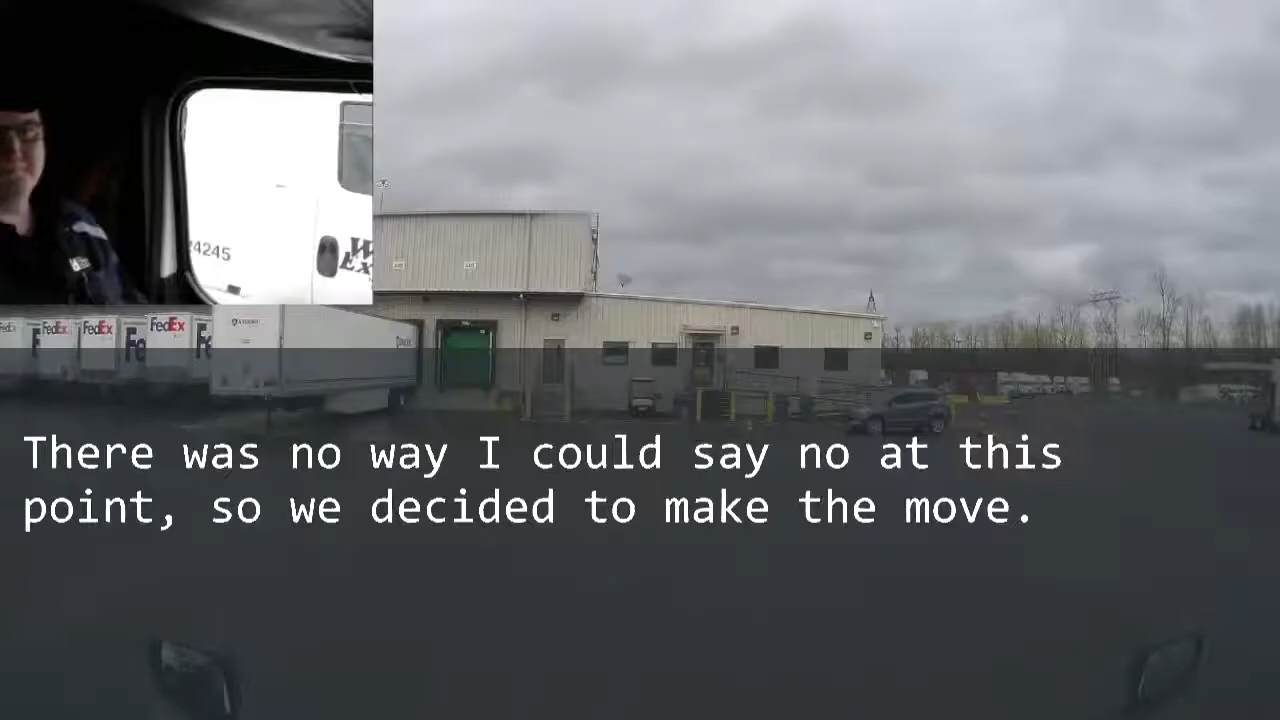 4245
FedEx
FedEx
FedEx
There was no way I could say no at this
point, so we decided to make the move.